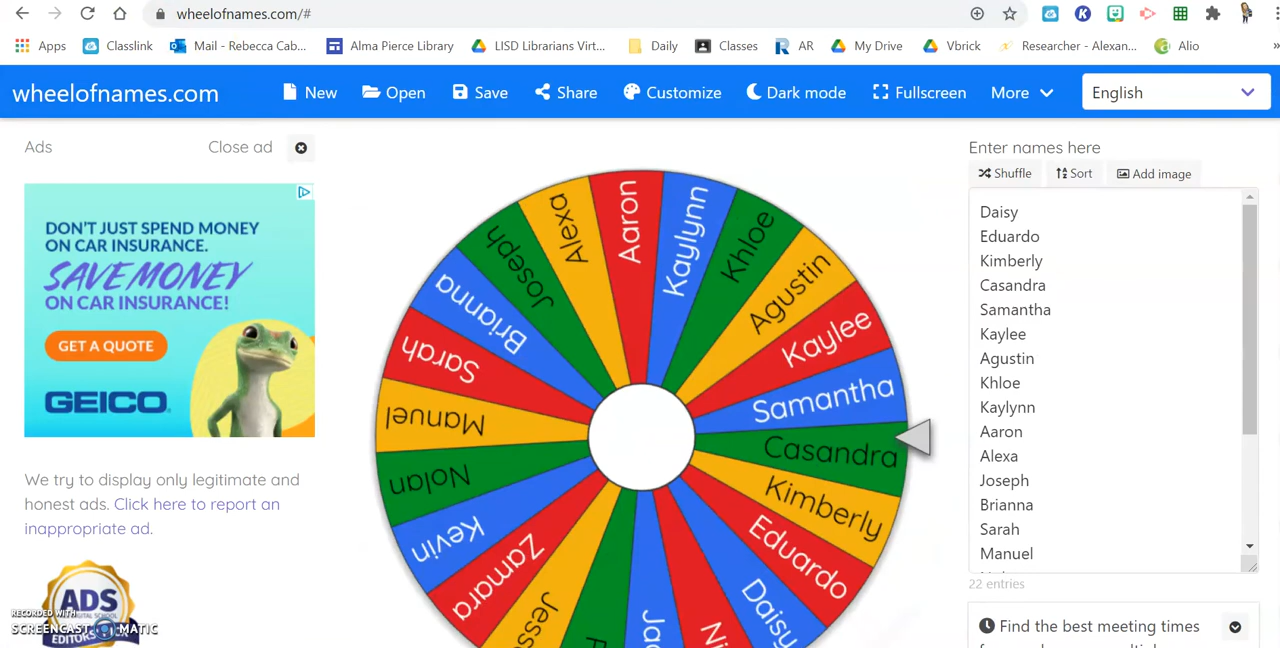 wheelofnames.com/#
Apps Classlink Mail - Rebecca Cab... Alma Pierce Library LISD Librarians Virt... Daily Classes AR My Drive Vbrick Researcher - Alexan... Alio »
wheelofnames.com New Open Save Share Customize Dark mode Fullscreen More English
Ads Close ad
DON'T JUST SPEND MONEY
ON CAR INSURANCE.
SAVE MONEY
ON CAR INSURANCE!
GET A QUOTE
GEICO
We try to display only legitimate and
honest ads. Click here to report an
inappropriate ad.
ADS
RECORDED WITH
SCREENCAST MATIC
Aaron
Kaylynn
Khloe
Agustin
Kaylee
Samantha
Casandra
Kimberly
Eduardo
Daisy
Ni
Jar
F
Jess
Zamara
Kevin
Nolan
Manuel
Sarah
Brianna
Joseph
Alexa
Enter names here
Shuffle Sort Add image
Daisy
Eduardo
Kimberly
Casandra
Samantha
Kaylee
Agustin
Khloe
Kaylynn
Aaron
Alexa
Joseph
Brianna
Sarah
Manuel
22 entries
Find the best meeting times